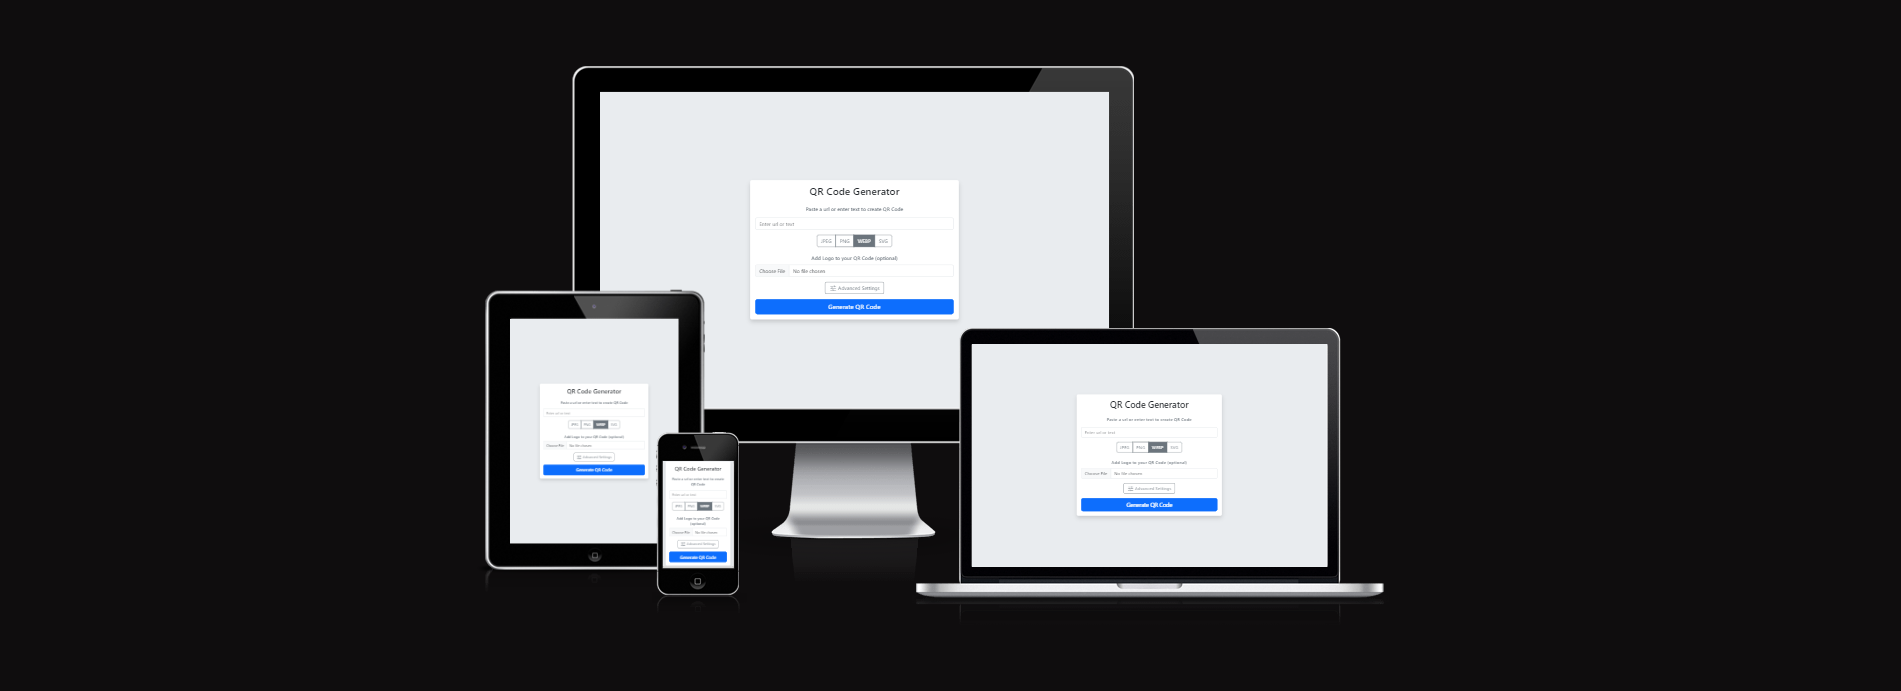 QR Code Generator
Paste a url or enter text to create QR Code
Enter url or text
JPEG PNG WEBP SVG
Add Logo to your QR Code (optional)
Choose File No file chosen
Advanced Settings
Generate QR Code
QR Code Generator
Paste a url or enter text to create QR Code
Enter url or text
JPEG PNG WEBP SVG
Add Logo to your QR Code (optional)
Choose File No file chosen
Advanced Settings
Generate QR Code
QR Code Generator
Paste a url or enter text to create
QR Code
Enter url or text
JPEG PNG WEBP SVG
Add Logo to your QR Code
(optional)
Choose File No file chosen
Advanced Settings
Generate QR Code
QR Code Generator
Paste a url or enter text to create QR Code
Enter url or text
JPEG PNG WEBP SVG
Add Logo to your QR Code (optional)
Choose File No file chosen
Advanced Settings
Generate QR Code